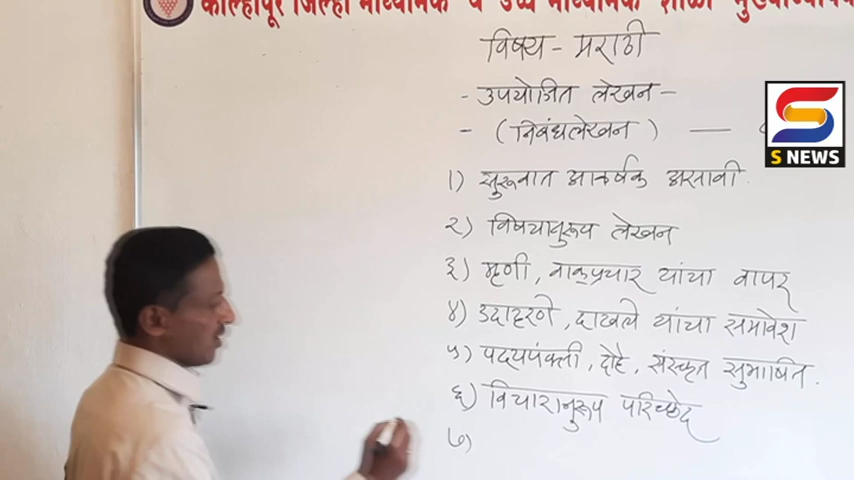 कोल्हापूर जिल्हा माध्यमिक व उच्च माध्यमिक शाळा मुख्याध्यापक
विषय - मराठी
- उपयोजित लेखन -
- (निबंधलेखन) —
S NEWS
१) सुरूवात आकर्षक असावी.
२) विषयानुरूप लेखन
३) म्हणी, वाक्प्रचार यांचा वापर
४) उदाहरणे, दाखले यांचा समावेश
५) पद्यपंक्ती, दोहे, संस्कृत सुभाषित.
६) विचारानुरूप परिच्छेद
७)